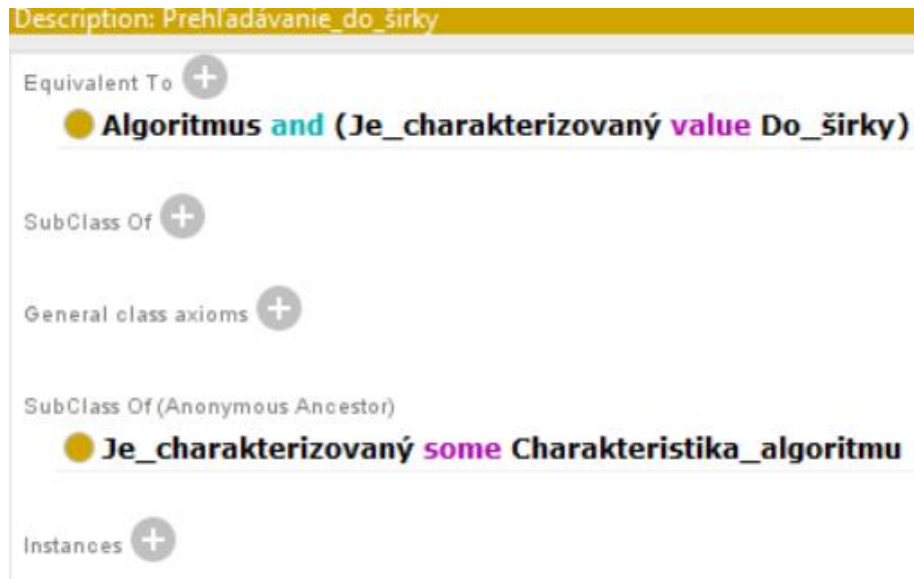 Description: Prehľadávanie_do_širky
Equivalent To
Algoritmus and (Je_charakterizovaný value Do_širky)
SubClass Of
General class axioms
SubClass Of (Anonymous Ancestor)
Je_charakterizovaný some Charakteristika_algoritmu
Instances